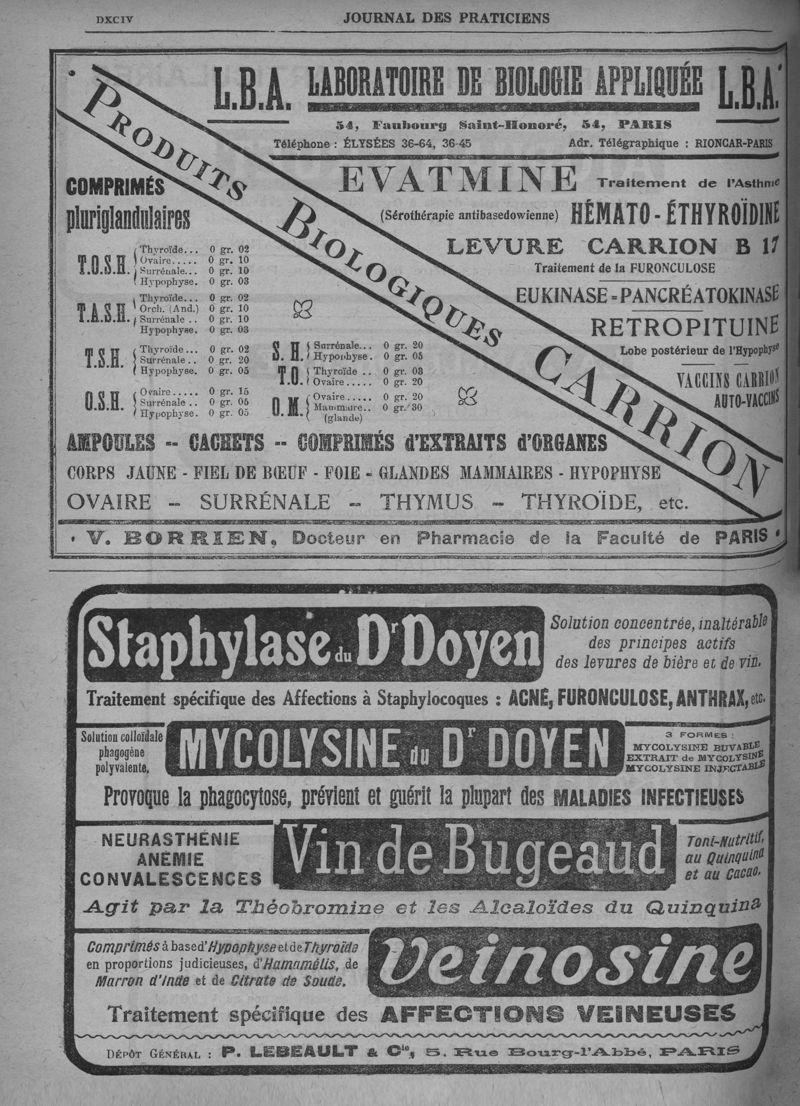 DXCIV
JOURNAL DES PRATICIENS
L.B.A. LABORATOIRE DE BIOLOGIE APPLIQUÉE L.B.A.
54, Faubourg Saint-Honoré, 54, PARIS
Téléphone : ÉLYSÉES 36-64, 36-45 Adr. Télégraphique : RIONCAR-PARIS
PRODUITS BIOLOGIQUES CARRION
COMPRIMÉS
pluriglandulaires
T.O.S.H. Thyroïde... 0 gr. 02
Ovaire..... 0 gr. 10
Surrénale... 0 gr. 10
Hypophyse. 0 gr. 03
T.A.S.H. Thyroïde... 0 gr. 02
Orch. (And.) 0 gr. 10
Surrénale .. 0 gr. 10
Hypophyse. 0 gr. 03
T.S.H. Thyroïde... 0 gr. 02
Surrénale.. 0 gr. 20
Hypophyse. 0 gr. 05
O.S.H. Ovaire..... 0 gr. 15
Surrénale .. 0 gr. 05
Hypophyse. 0 gr. 05
S. H. Surrénale... 0 gr. 20
Hypophyse. 0 gr. 05
T.O. Thyroïde .. 0 gr. 03
Ovaire..... 0 gr. 20
O.M. Ovaire..... 0 gr. 20
Mammaire.. 0 gr. 30
(glande)
EVATMINE Traitement de l'Asthme
(Sérothérapie antibasedowienne) HÉMATO-ÉTHYROÏDINE
LEVURE CARRION B 17
Traitement de la FURONCULOSE
EUKINASE-PANCRÉATOKINASE
RETROPITUINE
Lobe postérieur de l'Hypophyse
VACCINS CARRION
AUTO-VACCINS
AMPOULES -- CACHETS -- COMPRIMÉS d'EXTRAITS d'ORGANES
CORPS JAUNE - FIEL DE BŒUF - FOIE - GLANDES MAMMAIRES - HYPOPHYSE
OVAIRE -- SURRÉNALE -- THYMUS -- THYROÏDE, etc.
V. BORRIEN, Docteur en Pharmacie de la Faculté de PARIS
Staphylase du Dr Doyen
Solution concentrée, inaltérable
des principes actifs
des levures de bière et de vin.
Traitement spécifique des Affections à Staphylocoques : ACNÉ, FURONCULOSE, ANTHRAX, etc.
Solution colloïdale
phagogène
polyvalente,
MYCOLYSINE du Dr DOYEN
3 FORMES :
MYCOLYSINE BUVABLE
EXTRAIT de MYCOLYSINE
MYCOLYSINE INJECTABLE
Provoque la phagocytose, prévient et guérit la plupart des MALADIES INFECTIEUSES
NEURASTHÉNIE
ANÉMIE
CONVALESCENCES
Vin de Bugeaud
Toni-Nutritif,
au Quinquina
et au Cacao.
Agit par la Théobromine et les Alcaloïdes du Quinquina
Comprimés à base d'Hypophyse et de Thyroïde
en proportions judicieuses, d'Hamamélis, de
Marron d'Inde et de Citrate de Soude.
Veinosine
Traitement spécifique des AFFECTIONS VEINEUSES
DÉPÔT GÉNÉRAL : P. LEBEAULT & Cie, 5, Rue Bourg-l'Abbé, PARIS